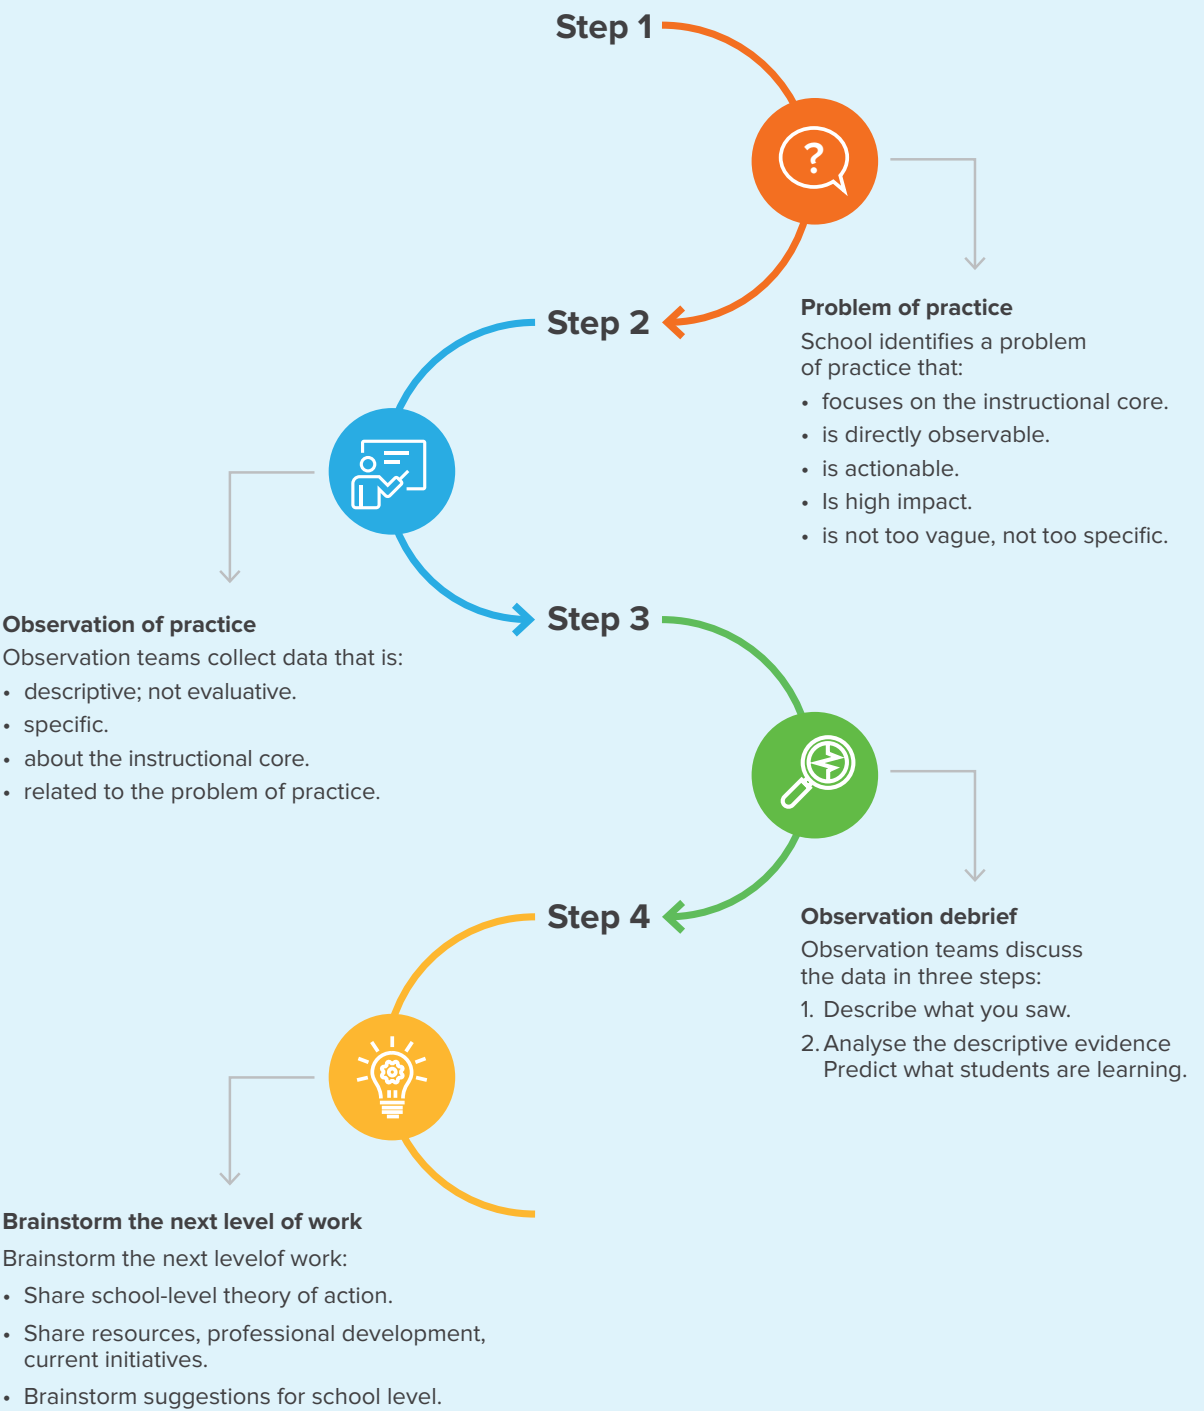 Step 1
?
Problem of practice
School identifies a problem
of practice that:
• focuses on the instructional core.
• is directly observable.
• is actionable.
• Is high impact.
• is not too vague, not too specific.
Step 2
Observation of practice
Observation teams collect data that is:
• descriptive; not evaluative.
• specific.
• about the instructional core.
• related to the problem of practice.
Step 3
Observation debrief
Observation teams discuss
the data in three steps:
1. Describe what you saw.
2. Analyse the descriptive evidence
Predict what students are learning.
Step 4
Brainstorm the next level of work
Brainstorm the next levelof work:
• Share school-level theory of action.
• Share resources, professional development,
current initiatives.
• Brainstorm suggestions for school level.